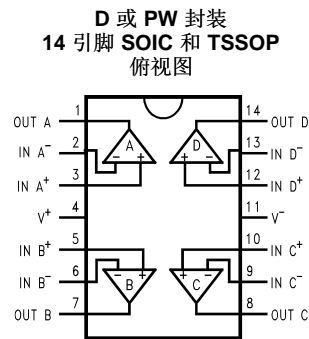 D 或 PW 封装
14 引脚 SOIC 和 TSSOP
俯视图
1 14
OUT A OUT D
2 13
IN A⁻ A D IN D⁻
− + + −
3 12
IN A⁺ IN D⁺
4 11
V⁺ V⁻
5 10
IN B⁺ IN C⁺
6 − + + − 9
IN B⁻ B C IN C⁻
7 8
OUT B OUT C